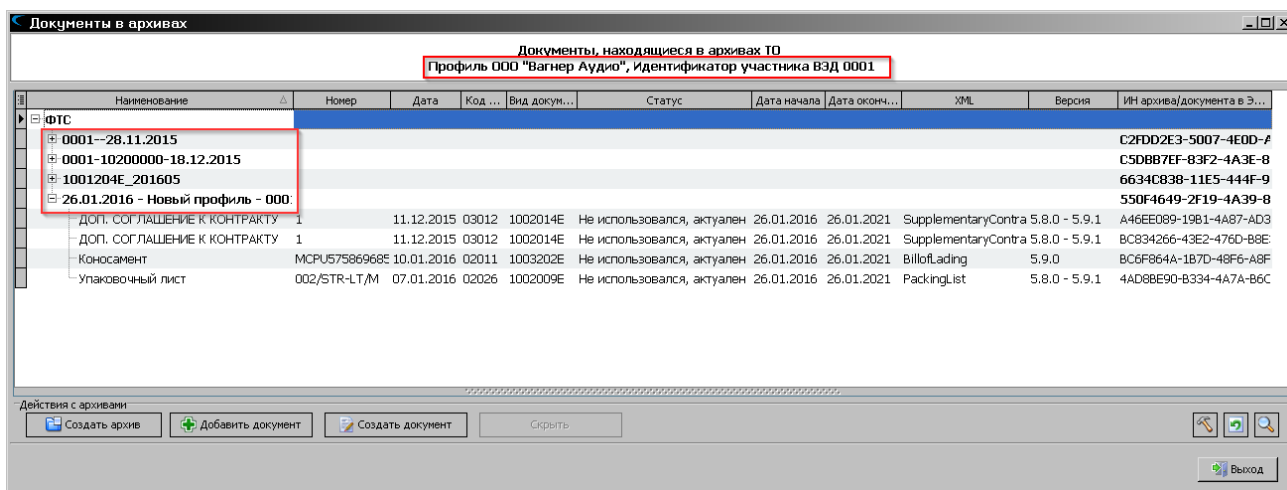 Документы в архивах
Документы, находящиеся в архивах ТО
Профиль ООО "Вагнер Аудио", Идентификатор участника ВЭД 0001
Наименование Номер Дата Код ... Вид докум... Статус Дата начала Дата оконч... XML Версия ИН архива/документа в Э...
ФТС
0001--28.11.2015 C2FDD2E3-5007-4E0D-A
0001-10200000-18.12.2015 C5DBB7EF-83F2-4A3E-8
1001204E_201605 6634C838-11E5-444F-9
26.01.2016 - Новый профиль - 000 550F4649-2F19-4A39-8
ДОП. СОГЛАШЕНИЕ К КОНТРАКТУ 1 11.12.2015 03012 1002014E Не использовался, актуален 26.01.2016 26.01.2021 SupplementaryContra 5.8.0 - 5.9.1 A46EE089-19B1-4A87-AD3
ДОП. СОГЛАШЕНИЕ К КОНТРАКТУ 1 11.12.2015 03012 1002014E Не использовался, актуален 26.01.2016 26.01.2021 SupplementaryContra 5.8.0 - 5.9.1 BC834266-43E2-476D-B8E
Коносамент MCPU575869685 10.01.2016 02011 1003202E Не использовался, актуален 26.01.2016 26.01.2021 BillofLading 5.9.0 BC6F864A-1B7D-48F6-A8F
Упаковочный лист 002/STR-LT/M 07.01.2016 02026 1002009E Не использовался, актуален 26.01.2016 26.01.2021 PackingList 5.8.0 - 5.9.1 4AD8BE90-B334-4A7A-B6C
Действия с архивами
Создать архив Добавить документ Создать документ Скрыть
Выход